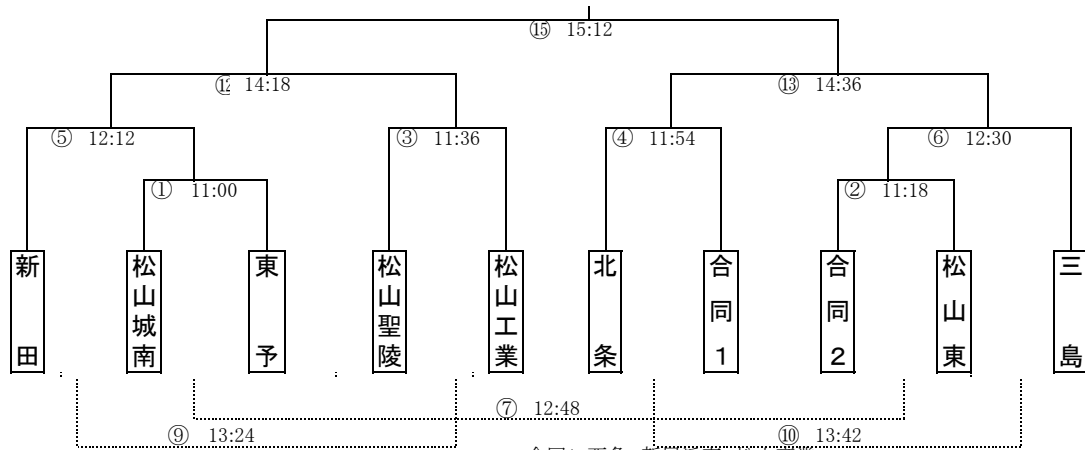 ⑮ 15:12
⑫ 14:18
⑬ 14:36
⑤ 12:12
③ 11:36
④ 11:54
⑥ 12:30
① 11:00
② 11:18
新田
松山城南
東予
松山聖陵
松山工業
北条
合同1
合同2
松山東
三島
⑦ 12:48
⑨ 13:24
⑩ 13:42